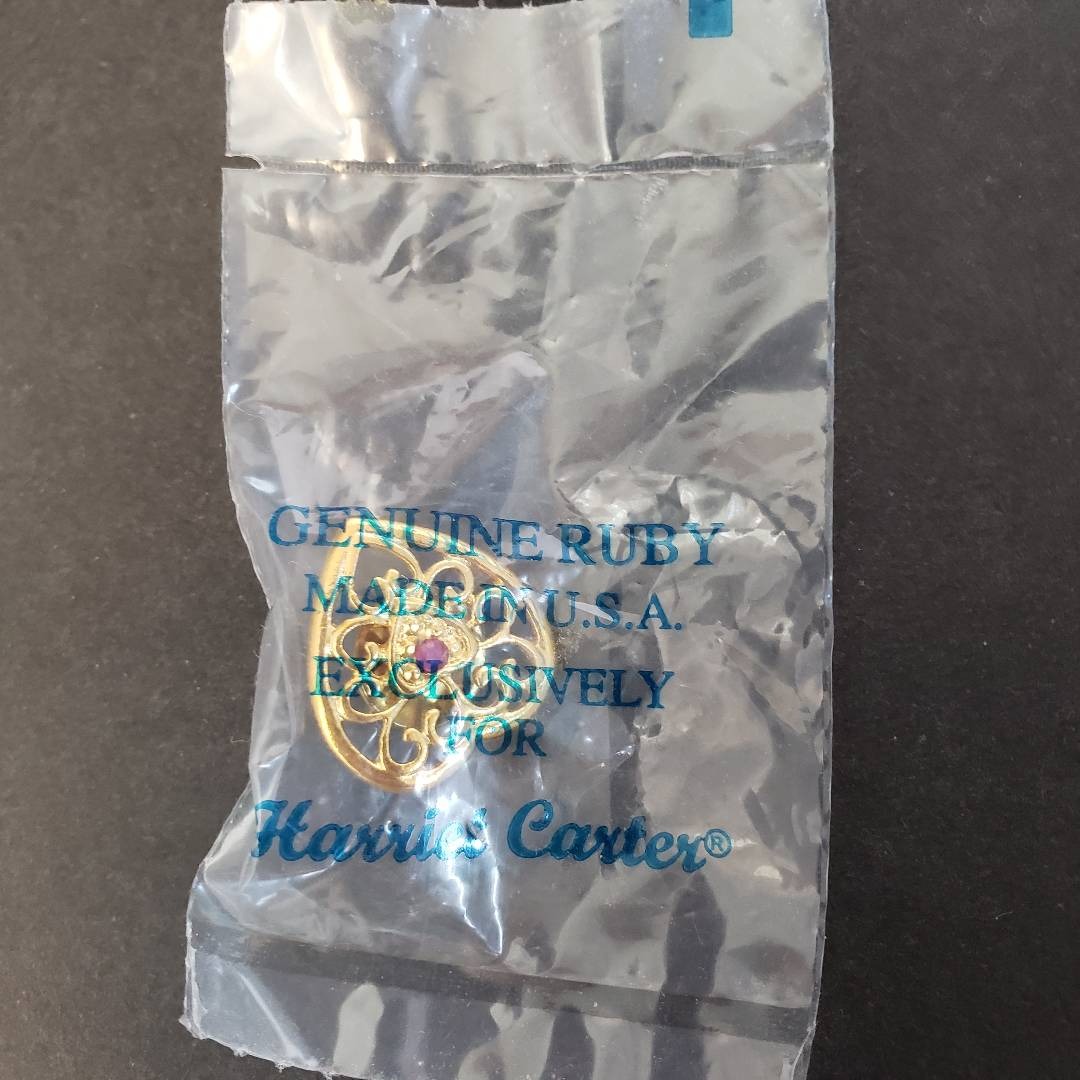 GENUINE RUBY
MADE IN U.S.A.
EXCLUSIVELY
FOR
Harriet Carter®